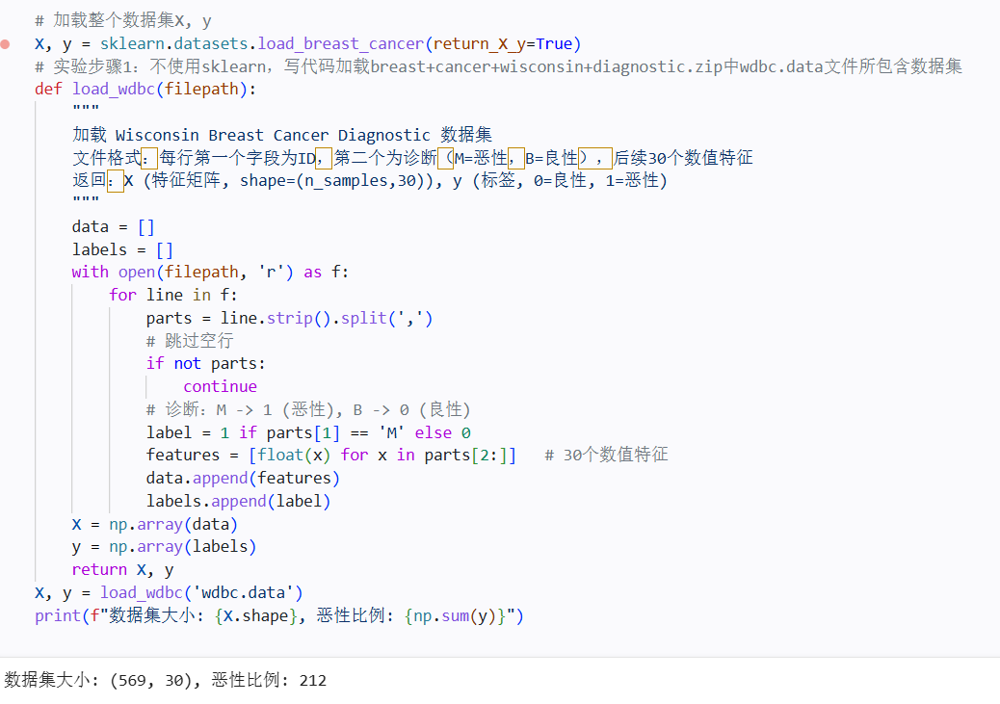 # 加载整个数据集X, y
X, y = sklearn.datasets.load_breast_cancer(return_X_y=True)
# 实验步骤1：不使用sklearn，写代码加载breast+cancer+wisconsin+diagnostic.zip中wdbc.data文件所包含数据集
def load_wdbc(filepath):
    """
    加载 Wisconsin Breast Cancer Diagnostic 数据集
    文件格式：每行第一个字段为ID，第二个为诊断（M=恶性，B=良性），后续30个数值特征
    返回：X (特征矩阵, shape=(n_samples,30)), y (标签, 0=良性, 1=恶性)
    """
    data = []
    labels = []
    with open(filepath, 'r') as f:
        for line in f:
            parts = line.strip().split(',')
            # 跳过空行
            if not parts:
                continue
            # 诊断：M -> 1 (恶性), B -> 0 (良性)
            label = 1 if parts[1] == 'M' else 0
            features = [float(x) for x in parts[2:]]   # 30个数值特征
            data.append(features)
            labels.append(label)
    X = np.array(data)
    y = np.array(labels)
    return X, y
X, y = load_wdbc('wdbc.data')
print(f"数据集大小: {X.shape}, 恶性比例: {np.sum(y)}")
数据集大小: (569, 30), 恶性比例: 212